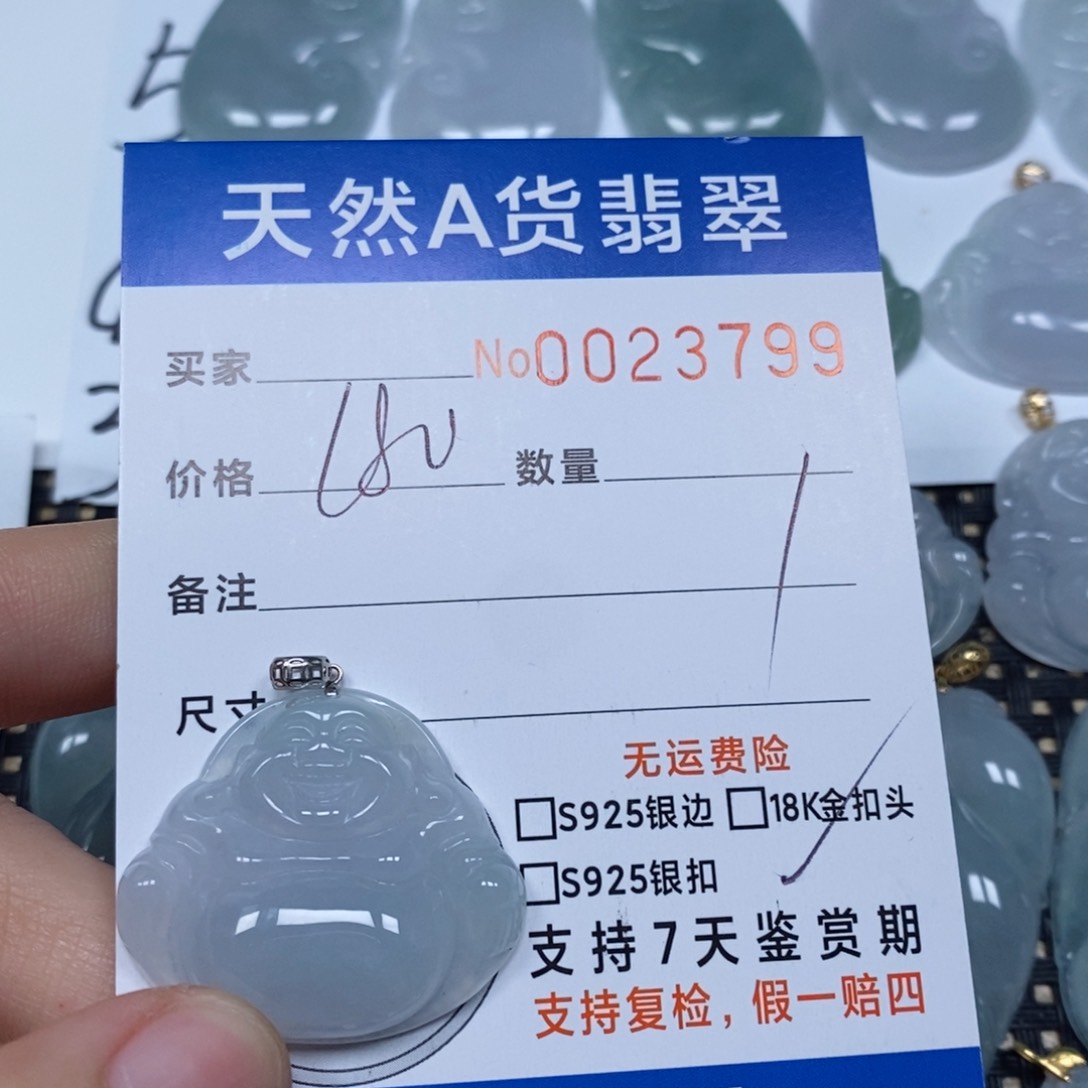 天然A货翡翠
买家 No0023799
价格 180 数量 1
备注
尺寸
无运费险
□S925银边 □18K金扣头
□S925银扣 ✓
支持7天鉴赏期
支持复检，假一赔四